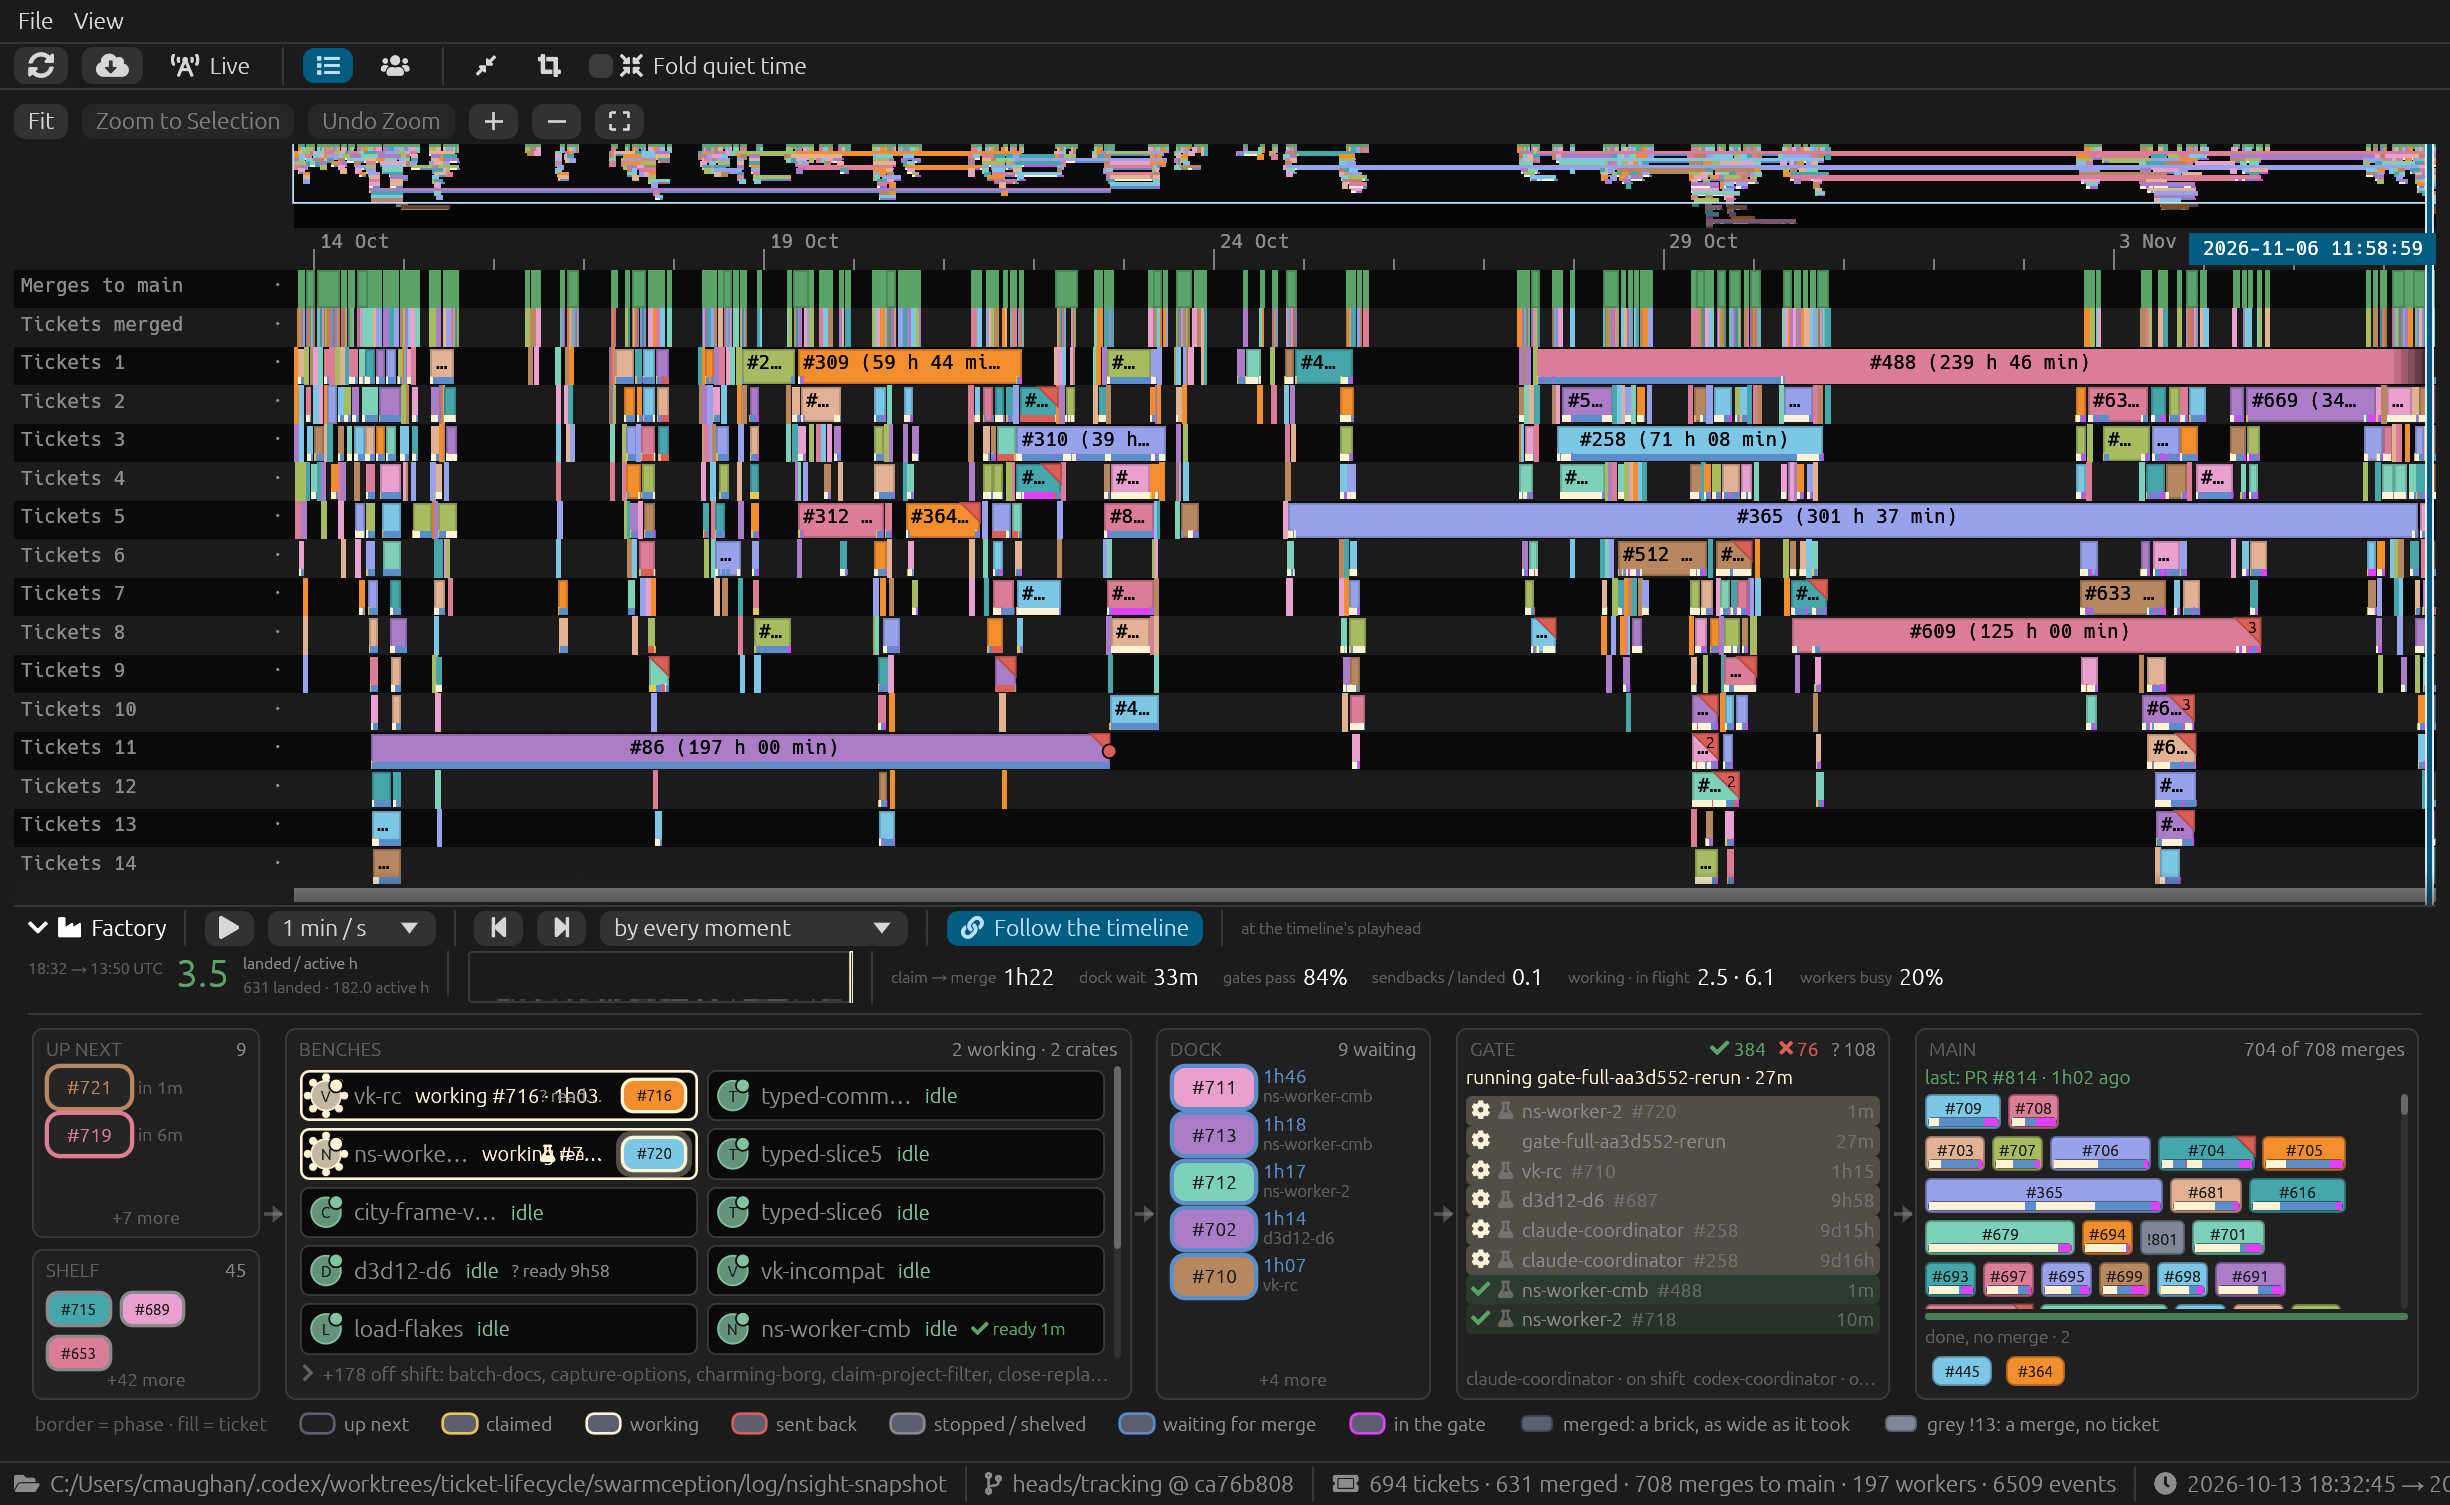 File View
Live Fold quiet time
Fit Zoom to Selection Undo Zoom
14 Oct 19 Oct 24 Oct 29 Oct 3 Nov 2026-11-06 11:58:59
Merges to main
Tickets merged
Tickets 1 ... #2... #309 (59 h 44 mi... #... #4... #488 (239 h 46 min)
Tickets 2 #... #... #5... ... #63... #669 (34... ...
Tickets 3 #310 (39 h... #258 (71 h 08 min) #... ...
Tickets 4 #... #... #... #...
Tickets 5 #312 ... #364... #8... #365 (301 h 37 min)
Tickets 6 ... #512 ... #... ...
Tickets 7 #... #... #... #633 ...
Tickets 8 #... #... ... #609 (125 h 00 min) 3
Tickets 9 ...
Tickets 10 #4... ... #6... 3
Tickets 11 #86 (197 h 00 min) ... 2 #6...
Tickets 12 #... 2 #...
Tickets 13 ... #...
Tickets 14 ... ...
Factory 1 min / s by every moment Follow the timeline at the timeline's playhead
18:32 → 13:50 UTC 3.5 landed / active h
631 landed · 182.0 active h
claim → merge 1h22 dock wait 33m gates pass 84% sendbacks / landed 0.1 working · in flight 2.5 · 6.1 workers busy 20%
UP NEXT 9
#721 in 1m
#719 in 6m
+7 more
SHELF 45
#715 #689
#653
+42 more
BENCHES 2 working · 2 crates
V vk-rc working #716 · 1h03 #716
T typed-comm... idle
N ns-worke... working #7... #720
T typed-slice5 idle
C city-frame-v... idle
T typed-slice6 idle
D d3d12-d6 idle ? ready 9h58
V vk-incompat idle
L load-flakes idle
N ns-worker-cmb idle ready 1m
+178 off shift: batch-docs, capture-options, charming-borg, claim-project-filter, close-repla...
DOCK 9 waiting
#711 1h46 ns-worker-cmb
#713 1h18 ns-worker-cmb
#712 1h17 ns-worker-2
#702 1h14 d3d12-d6
#710 1h07 vk-rc
+4 more
GATE 384 76 ? 108
running gate-full-aa3d552-rerun · 27m
ns-worker-2 #720 1m
gate-full-aa3d552-rerun 27m
vk-rc #710 1h15
d3d12-d6 #687 9h58
claude-coordinator #258 9d15h
claude-coordinator #258 9d16h
ns-worker-cmb #488 1m
ns-worker-2 #718 10m
claude-coordinator · on shift codex-coordinator · o...
MAIN 704 of 708 merges
last: PR #814 · 1h02 ago
#709 #708
#703 #707 #706 #704 #705
#365 #681 #616
#679 #694 !801 #701
#693 #697 #695 #699 #698 #691
done, no merge · 2
#445 #364
border = phase · fill = ticket up next claimed working sent back stopped / shelved waiting for merge in the gate merged: a brick, as wide as it took grey !13: a merge, no ticket
C:/Users/cmaughan/.codex/worktrees/ticket-lifecycle/swarmception/log/nsight-snapshot heads/tracking @ ca76b808 694 tickets · 631 merged · 708 merges to main · 197 workers · 6509 events 2026-10-13 18:32:45 → 20